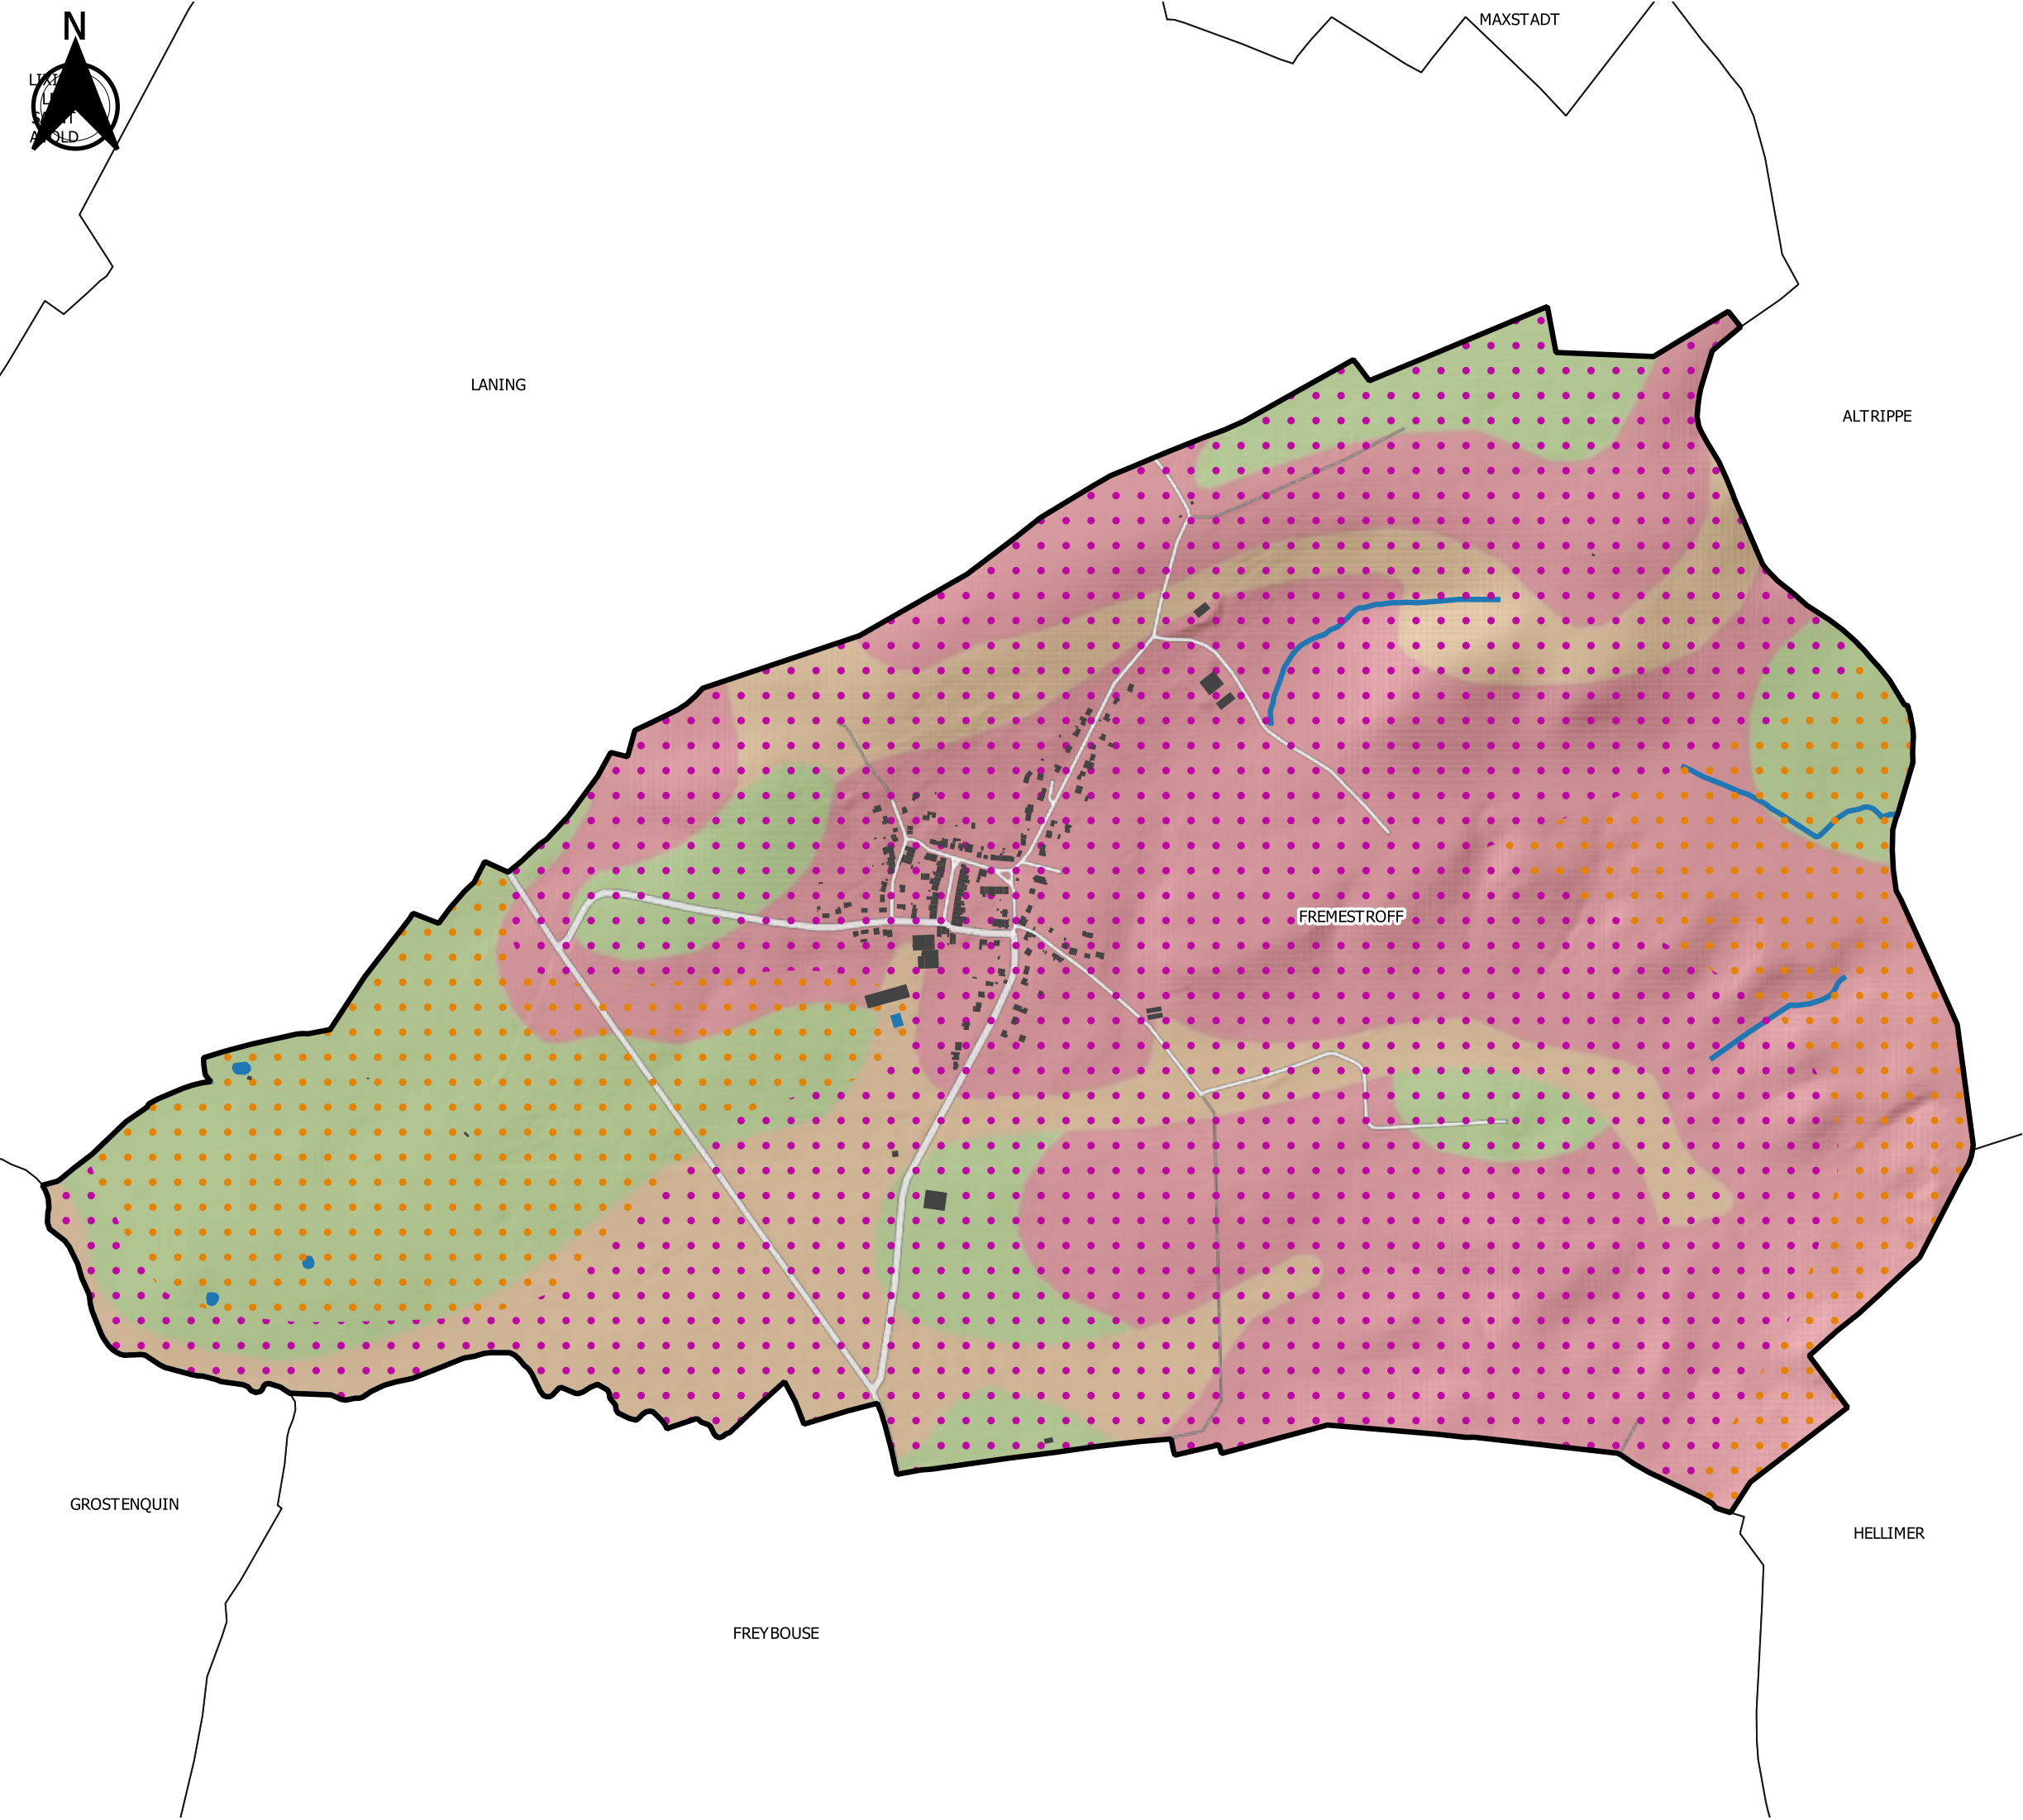 N
MAXSTADT
LANING
ALTRIPPE
FREMESTROFF
GROSTENQUIN
HELLIMER
FREYBOUSE